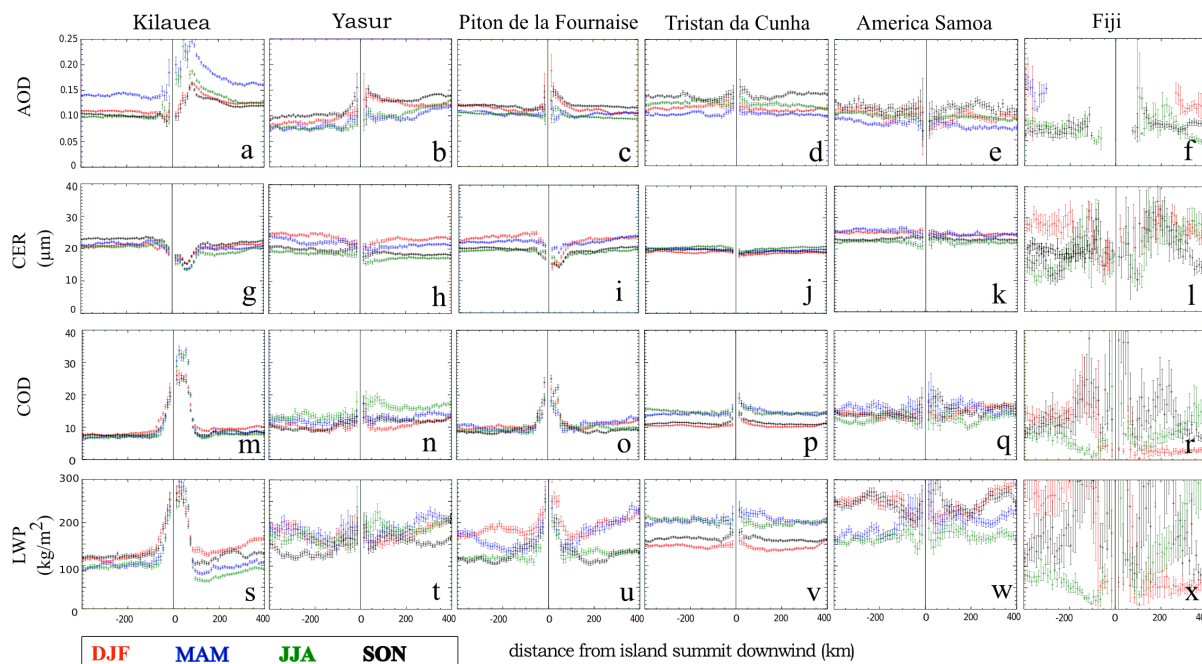 Kilauea Yasur Piton de la Fournaise Tristan da Cunha America Samoa Fiji
AOD
0.25
0.20
0.15
0.10
0.05
0
a b c d e f
CER
(μm)
40
30
20
10
0
g h i j k l
COD
40
30
20
10
0
m n o p q r
LWP
(kg/m²)
300
200
100
0
s t u v w x
-200 0 200 400 -200 0 200 400 -200 0 200 400 -200 0 200 400 -200 0 200 400 -200 0 200 400
DJF MAM JJA SON distance from island summit downwind (km)